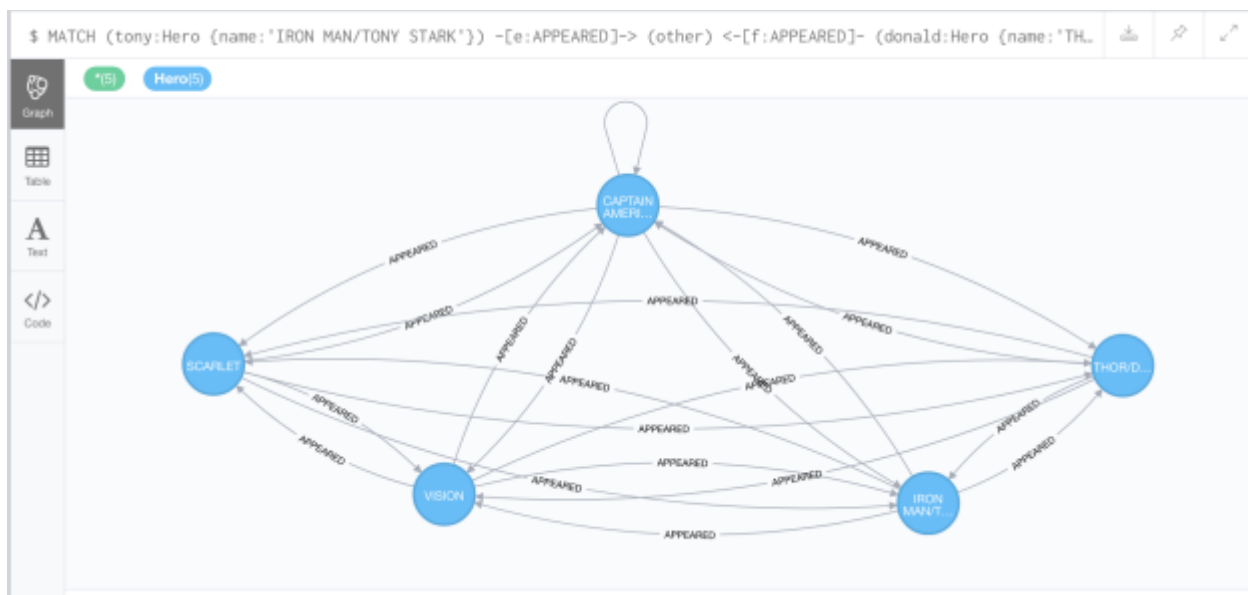 $ MATCH (tony:Hero {name:'IRON MAN/TONY STARK'}) -[e:APPEARED]-> (other) <-[f:APPEARED]- (donald:Hero {name:'TH…
*(5) Hero(5)
Graph
Table
A
Text
</>
Code
CAPTAIN
AMERI…
APPEARED
APPEARED
APPEARED
APPEARED
APPEARED
APPEARED
APPEARED
APPEARED
APPEARED
SCARLET
THOR/D…
APPEARED
APPEARED
APPEARED
APPEARED
APPEARED
APPEARED
APPEARED
APPEARED
APPEARED
APPEARED
VISION
IRON
MAN/T…
APPEARED